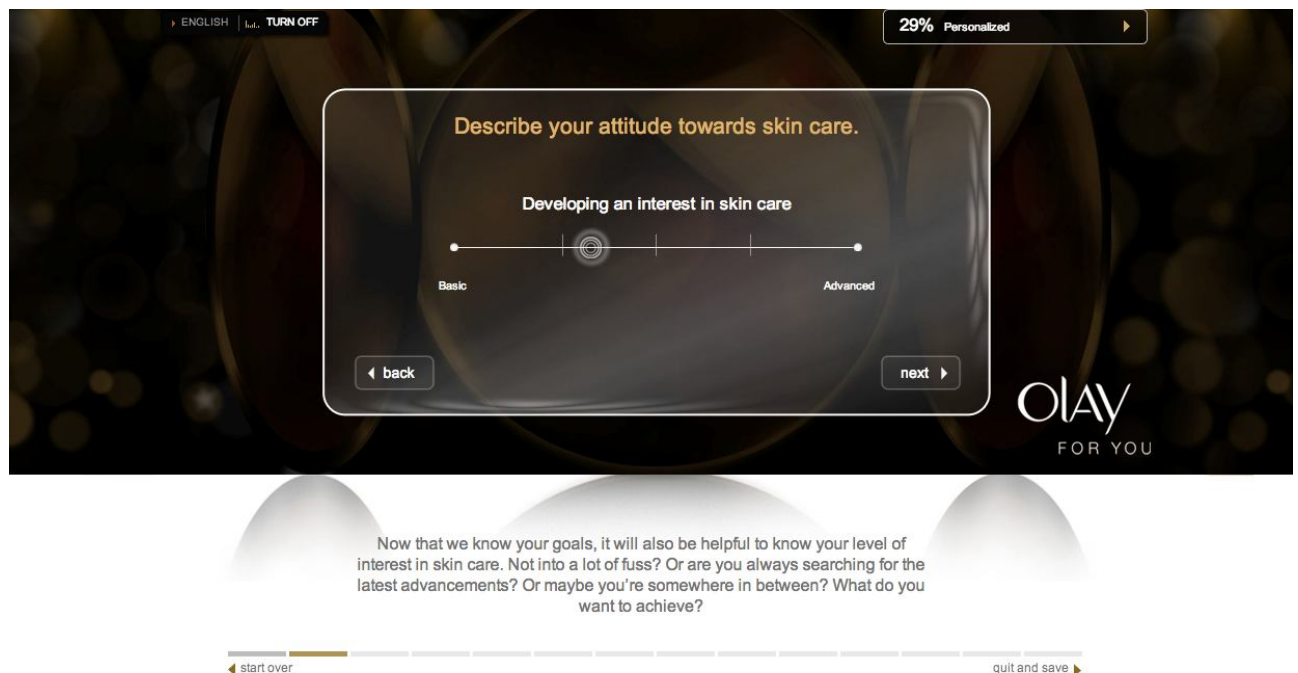 ENGLISH TURN OFF
29% Personalized
Describe your attitude towards skin care.
Developing an interest in skin care
Basic Advanced
back next
OLAY
FOR YOU
Now that we know your goals, it will also be helpful to know your level of
interest in skin care. Not into a lot of fuss? Or are you always searching for the
latest advancements? Or maybe you're somewhere in between? What do you
want to achieve?
start over quit and save